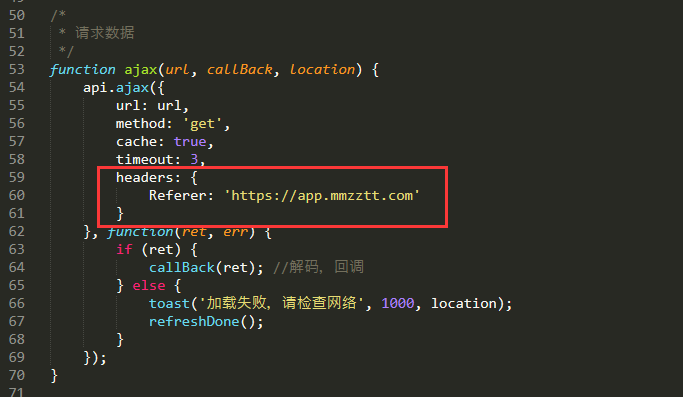 50 /*
51  * 请求数据
52  */
53 function ajax(url, callBack, location) {
54     api.ajax({
55         url: url,
56         method: 'get',
57         cache: true,
58         timeout: 3,
59         headers: {
60             Referer: 'https://app.mmzztt.com'
61         }
62     }, function(ret, err) {
63         if (ret) {
64             callBack(ret); //解码，回调
65         } else {
66             toast('加载失败，请检查网络', 1000, location);
67             refreshDone();
68         }
69     });
70 }
71